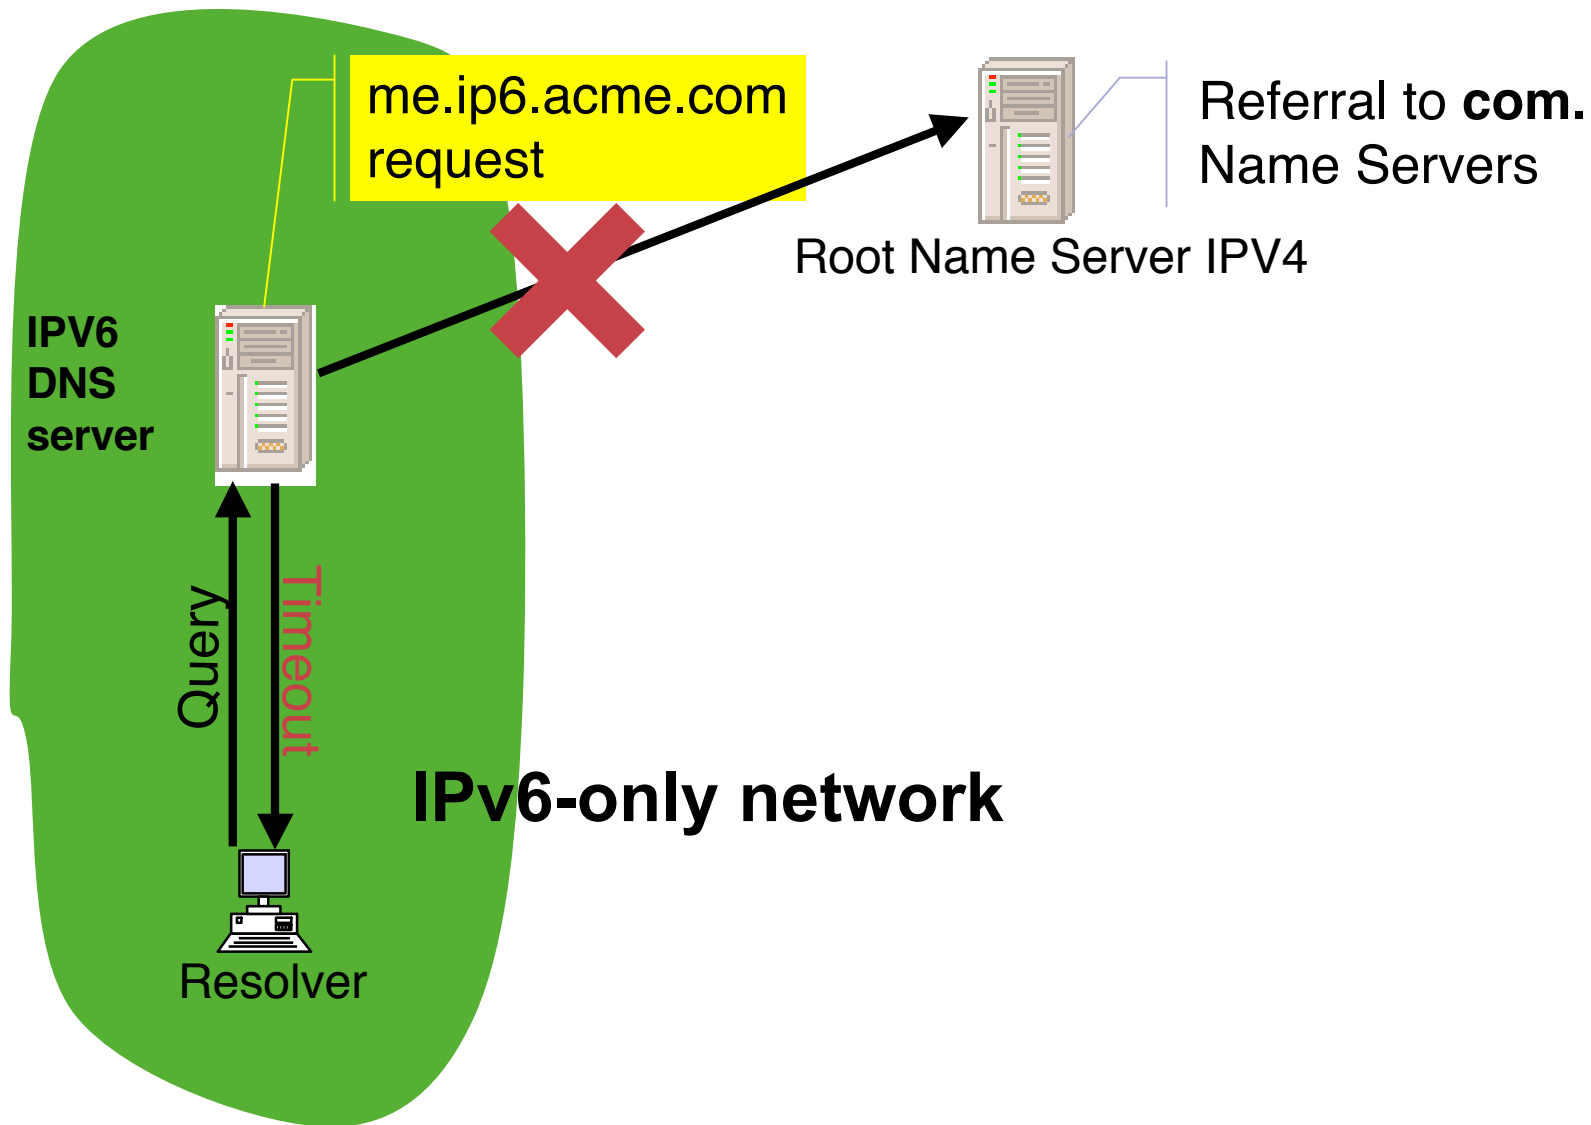 me.ip6.acme.com
request
Referral to com.
Name Servers
Root Name Server IPV4
IPV6
DNS
server
Query
Timeout
IPv6-only network
Resolver